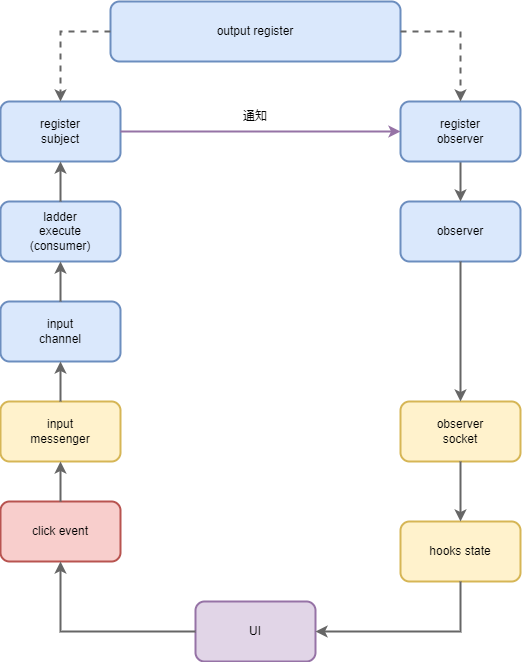 output register
register
subject
通知
register
observer
ladder
execute
(consumer)
observer
input
channel
input
messenger
observer
socket
click event
hooks state
UI